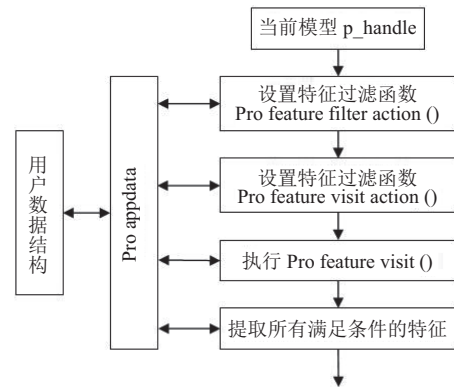 当前模型 p_handle
设置特征过滤函数
Pro feature filter action ()
设置特征过滤函数
Pro feature visit action ()
执行 Pro feature visit ()
提取所有满足条件的特征
Pro appdata
用户数据结构